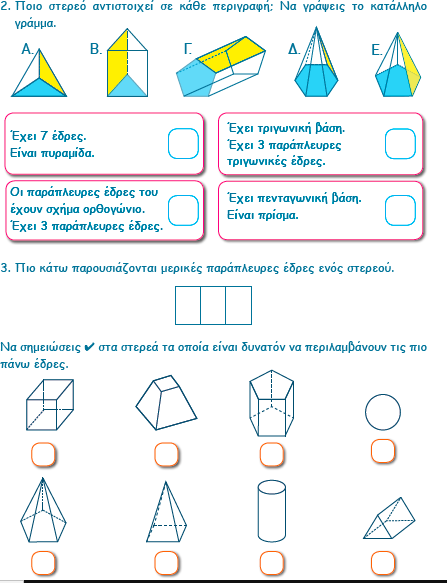 2. Ποιο στερεό αντιστοιχεί σε κάθε περιγραφή; Να γράψεις το κατάλληλο
γράμμα.
Α. Β. Γ. Δ. Ε.
Έχει 7 έδρες.
Είναι πυραμίδα.
Έχει τριγωνική βάση.
Έχει 3 παράπλευρες
τριγωνικές έδρες.
Οι παράπλευρες έδρες του
έχουν σχήμα ορθογώνιο.
Έχει 3 παράπλευρες έδρες.
Έχει πενταγωνική βάση.
Είναι πρίσμα.
3. Πιο κάτω παρουσιάζονται μερικές παράπλευρες έδρες ενός στερεού.
Να σημειώσεις ✔ στα στερεά τα οποία είναι δυνατόν να περιλαμβάνουν τις πιο
πάνω έδρες.